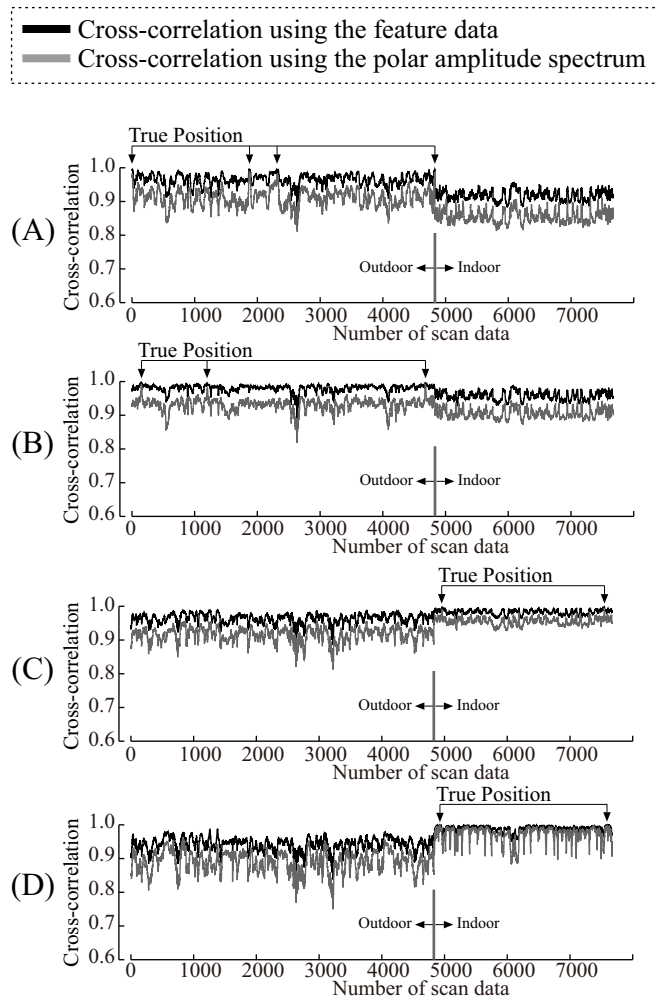 Cross-correlation using the feature data
Cross-correlation using the polar amplitude spectrum
(A)
True Position
Cross-correlation
1.0
0.9
0.8
0.7
0.6
Outdoor
Indoor
0
1000
2000
3000
4000
5000
6000
7000
Number of scan data
(B)
True Position
Cross-correlation
1.0
0.9
0.8
0.7
0.6
Outdoor
Indoor
0
1000
2000
3000
4000
5000
6000
7000
Number of scan data
(C)
True Position
Cross-correlation
1.0
0.9
0.8
0.7
0.6
Outdoor
Indoor
0
1000
2000
3000
4000
5000
6000
7000
Number of scan data
(D)
True Position
Cross-correlation
1.0
0.9
0.8
0.7
0.6
Outdoor
Indoor
0
1000
2000
3000
4000
5000
6000
7000
Number of scan data